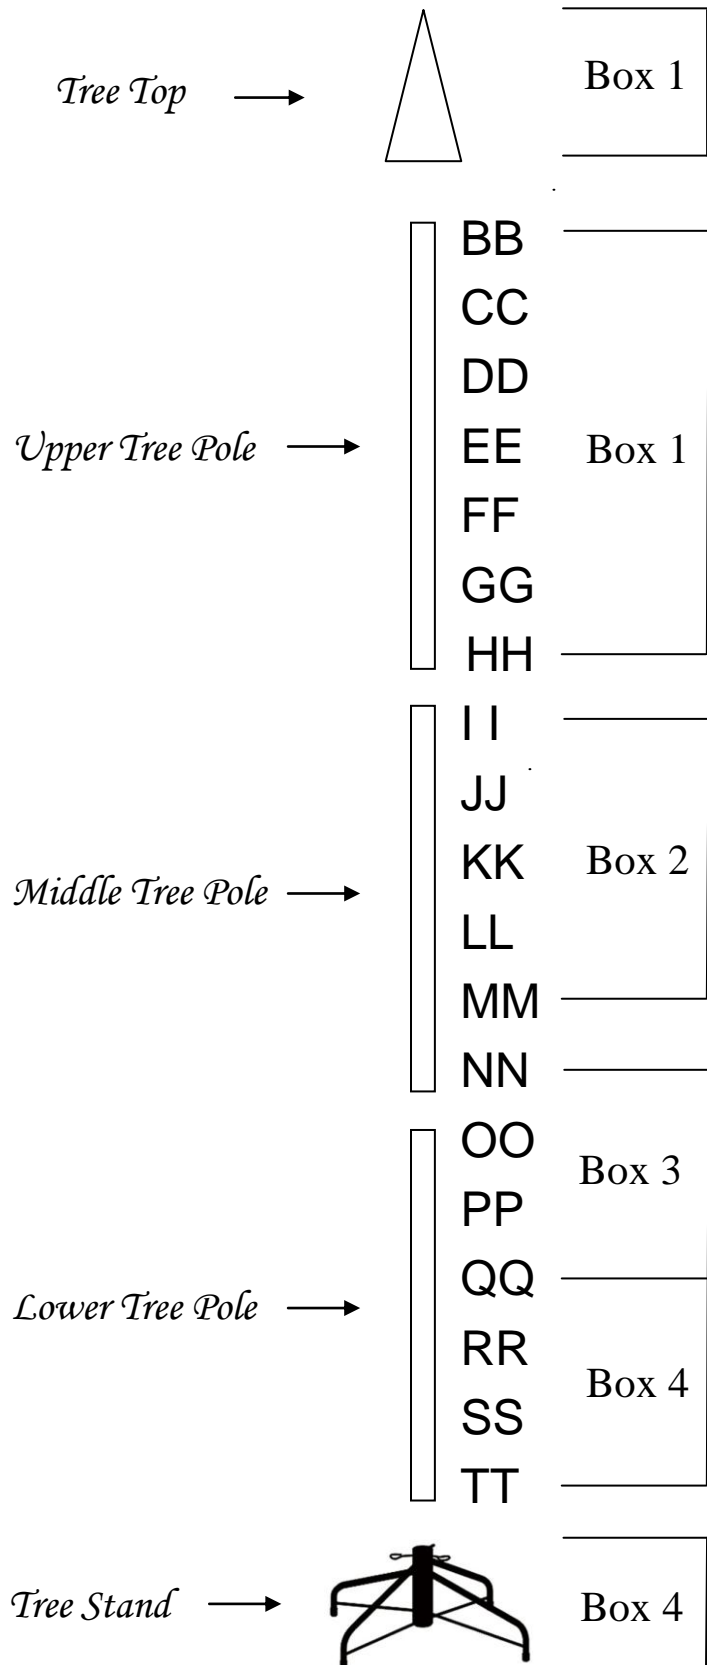 Tree Top
Box 1
BB
CC
DD
Upper Tree Pole
EE
Box 1
FF
GG
HH
I I
JJ
Middle Tree Pole
KK
Box 2
LL
MM
NN
OO
Box 3
PP
QQ
Lower Tree Pole
RR
Box 4
SS
TT
Tree Stand
Box 4